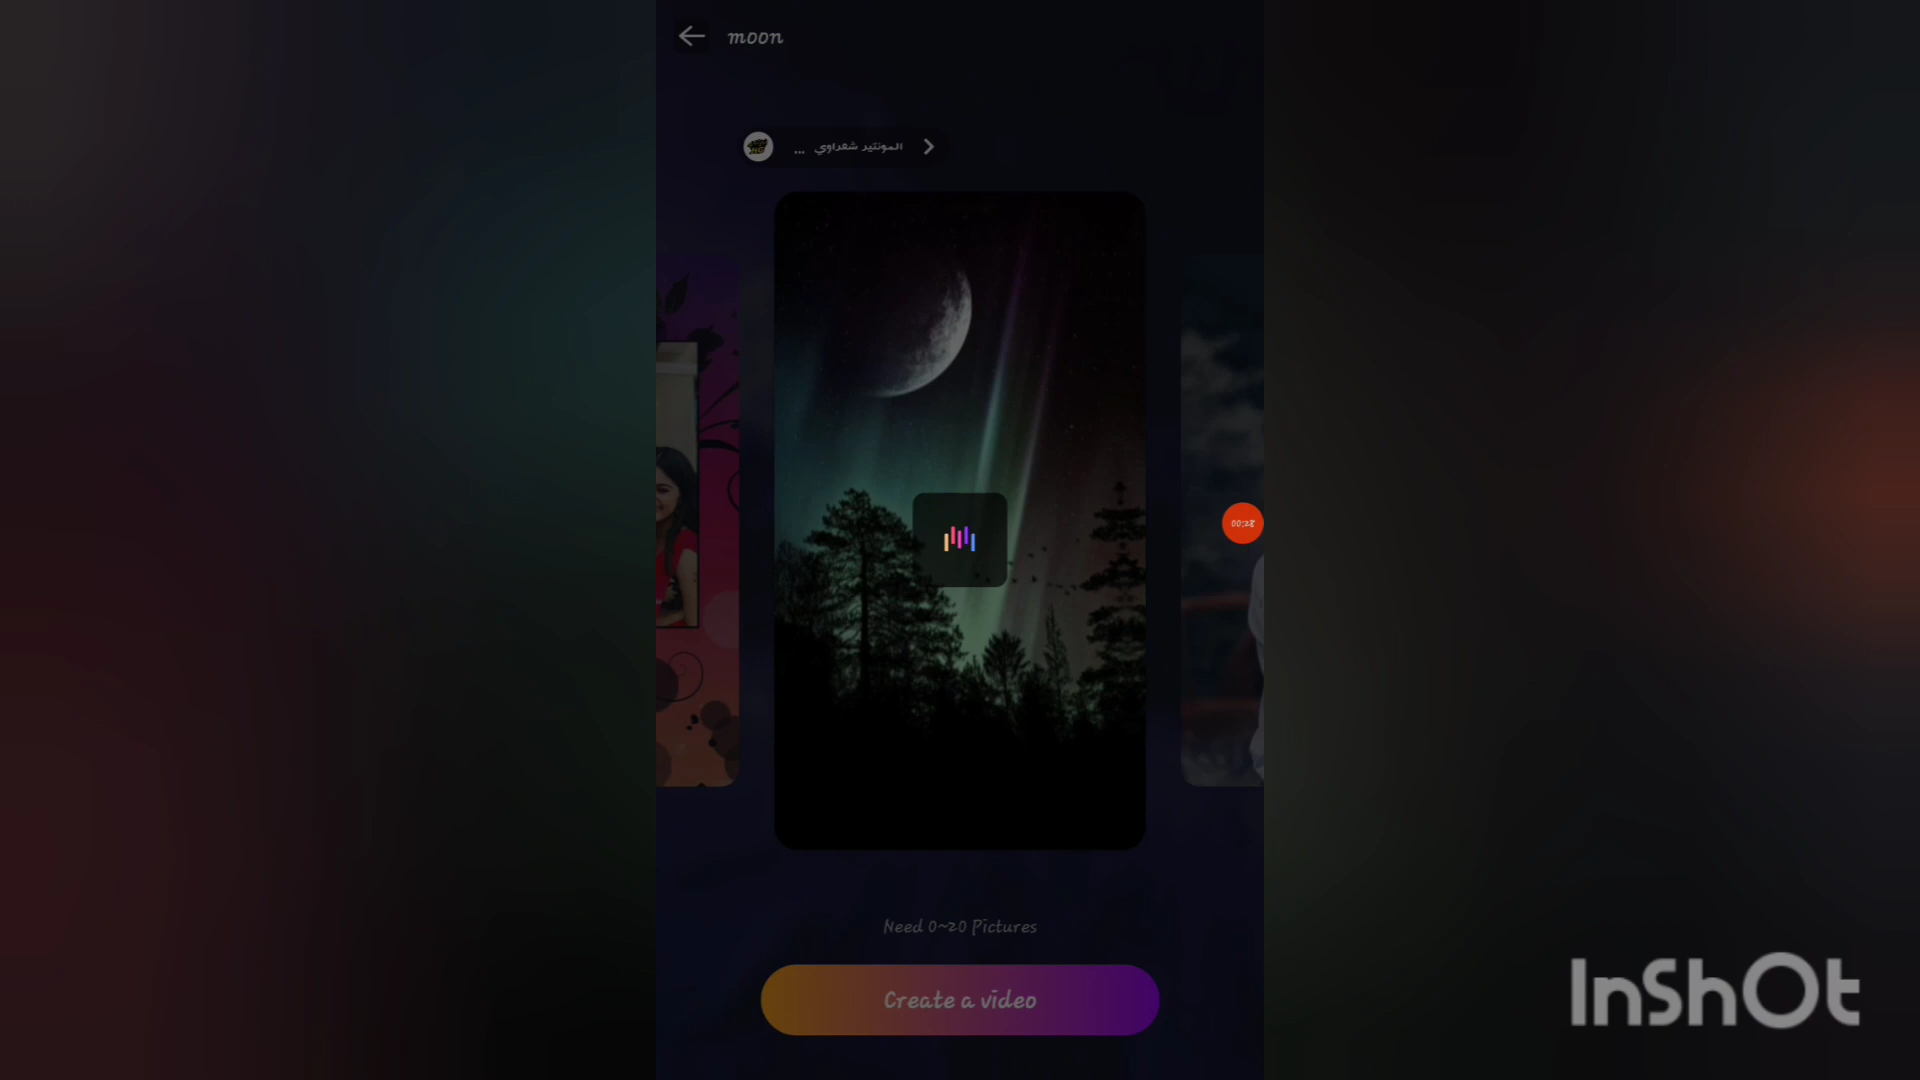 moon
المونتير شعراوي ...
00:28
Need 0~20 Pictures
Create a video
InShOt